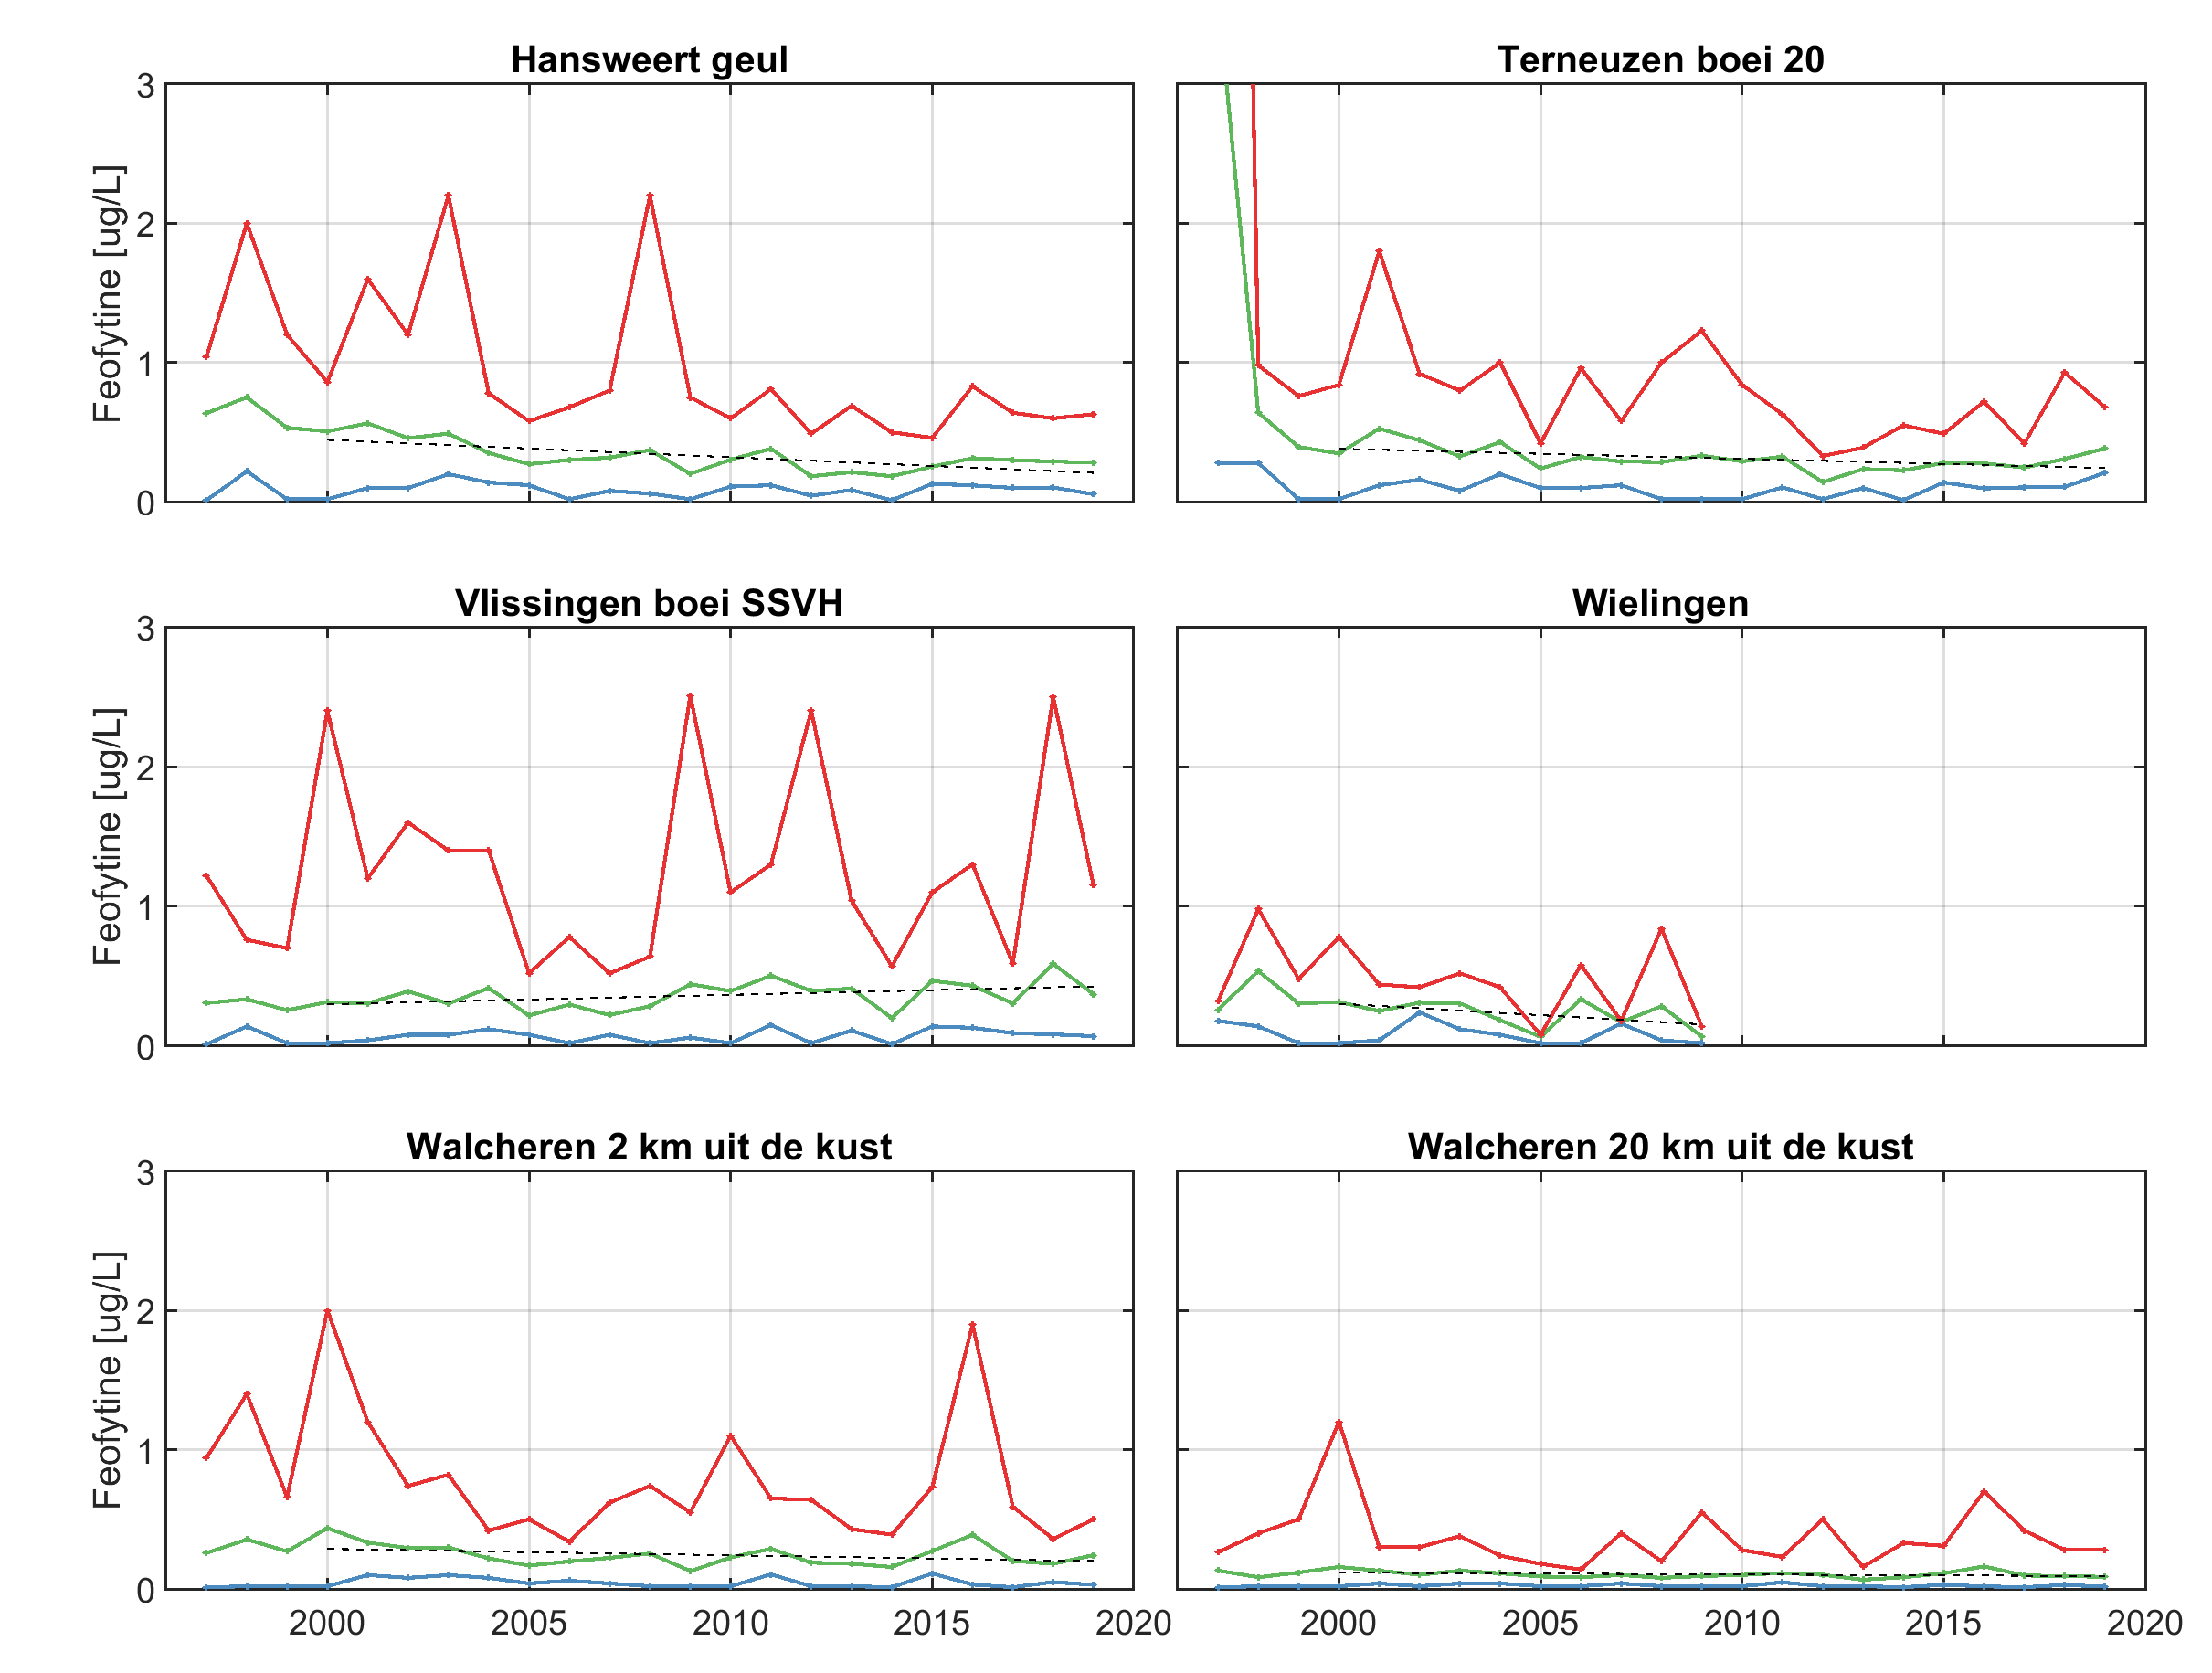 Hansweert geul
3
2
1
0
Feofytine [ug/L]
Terneuzen boei 20
Vlissingen boei SSVH
3
2
1
0
Feofytine [ug/L]
Wielingen
Walcheren 2 km uit de kust
3
2
1
0
Feofytine [ug/L]
2000 2005 2010 2015 2020
Walcheren 20 km uit de kust
2000 2005 2010 2015 2020